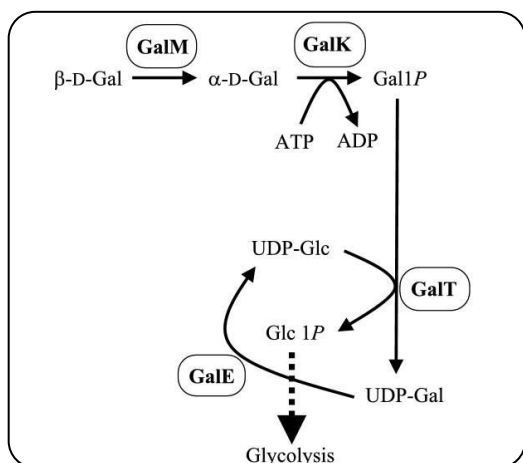 GalM GalK
β-D-Gal α-D-Gal Gal1P
ATP ADP
UDP-Glc
GalT
Glc 1P
GalE
UDP-Gal
Glycolysis